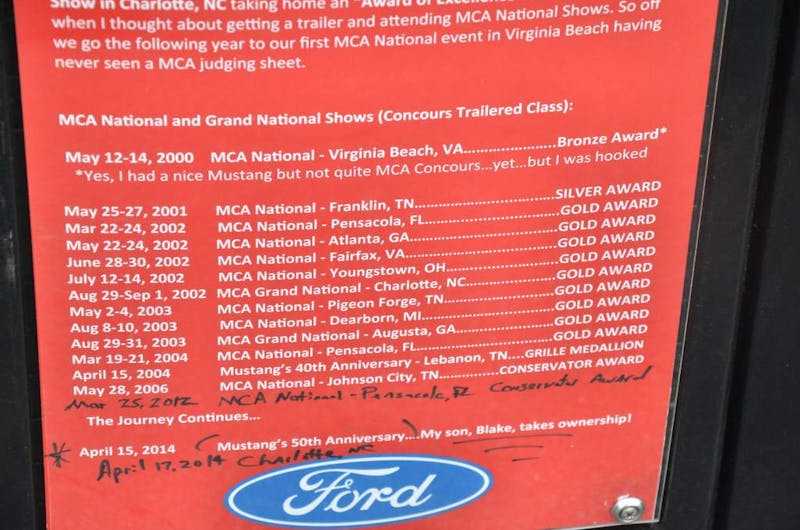 Show in Charlotte, NC taking home an "Award of Excellence
when I thought about getting a trailer and attending MCA National Shows. So off
we go the following year to our first MCA National event in Virginia Beach having
never seen a MCA judging sheet.
MCA National and Grand National Shows (Concours Trailered Class):
May 12-14, 2000 MCA National - Virginia Beach, VA......................Bronze Award*
*Yes, I had a nice Mustang but not quite MCA Concours...yet...but I was hooked
May 25-27, 2001 MCA National - Franklin, TN..............................SILVER AWARD
Mar 22-24, 2002 MCA National - Pensacola, FL..............................GOLD AWARD
May 22-24, 2002 MCA National - Atlanta, GA..............................GOLD AWARD
June 28-30, 2002 MCA National - Fairfax, VA..............................GOLD AWARD
July 12-14, 2002 MCA National - Youngstown, OH......................GOLD AWARD
Aug 29-Sep 1, 2002 MCA Grand National - Charlotte, NC..................GOLD AWARD
May 2-4, 2003 MCA National - Pigeon Forge, TN......................GOLD AWARD
Aug 8-10, 2003 MCA National - Dearborn, MI..........................GOLD AWARD
Aug 29-31, 2003 MCA Grand National - Augusta, GA....................GOLD AWARD
Mar 19-21, 2004 MCA National - Pensacola, FL..........................GOLD AWARD
April 15, 2004 Mustang's 40th Anniversary - Lebanon, TN....GRILLE MEDALLION
May 28, 2006 MCA National - Johnson City, TN..............CONSERVATOR AWARD
Mar 25, 2012 MCA National - Pensacola, FL Conservator Award
The Journey Continues...
* April 15, 2014 (Mustang's 50th Anniversary....My son, Blake, takes ownership!
April 17, 2014 Charlotte, NC
Ford